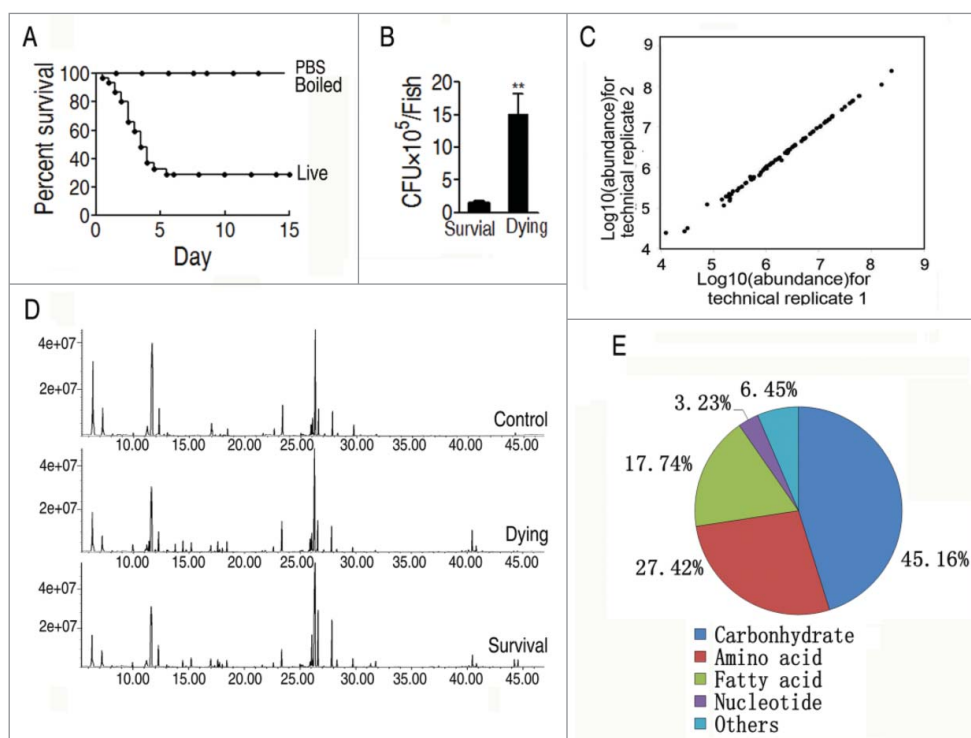 A
Percent survival
100
80
60
40
20
0
PBS
Boiled
Live
0 5 10 15
Day
B
CFU×10⁵/Fish
20
15
10
5
0
**
Survial Dying
C
Log10(abundance)for
technical replicate 2
9
8
7
6
5
4
4 5 6 7 8 9
Log10(abundance)for
technical replicate 1
D
4e+07
2e+07
Control
10.00 15.00 20.00 25.00 30.00 35.00 40.00 45.00
4e+07
2e+07
Dying
10.00 15.00 20.00 25.00 30.00 35.00 40.00 45.00
4e+07
2e+07
Survival
10.00 15.00 20.00 25.00 30.00 35.00 40.00 45.00
E
6.45%
3.23%
17.74%
27.42%
45.16%
Carbonhydrate
Amino acid
Fatty acid
Nucleotide
Others